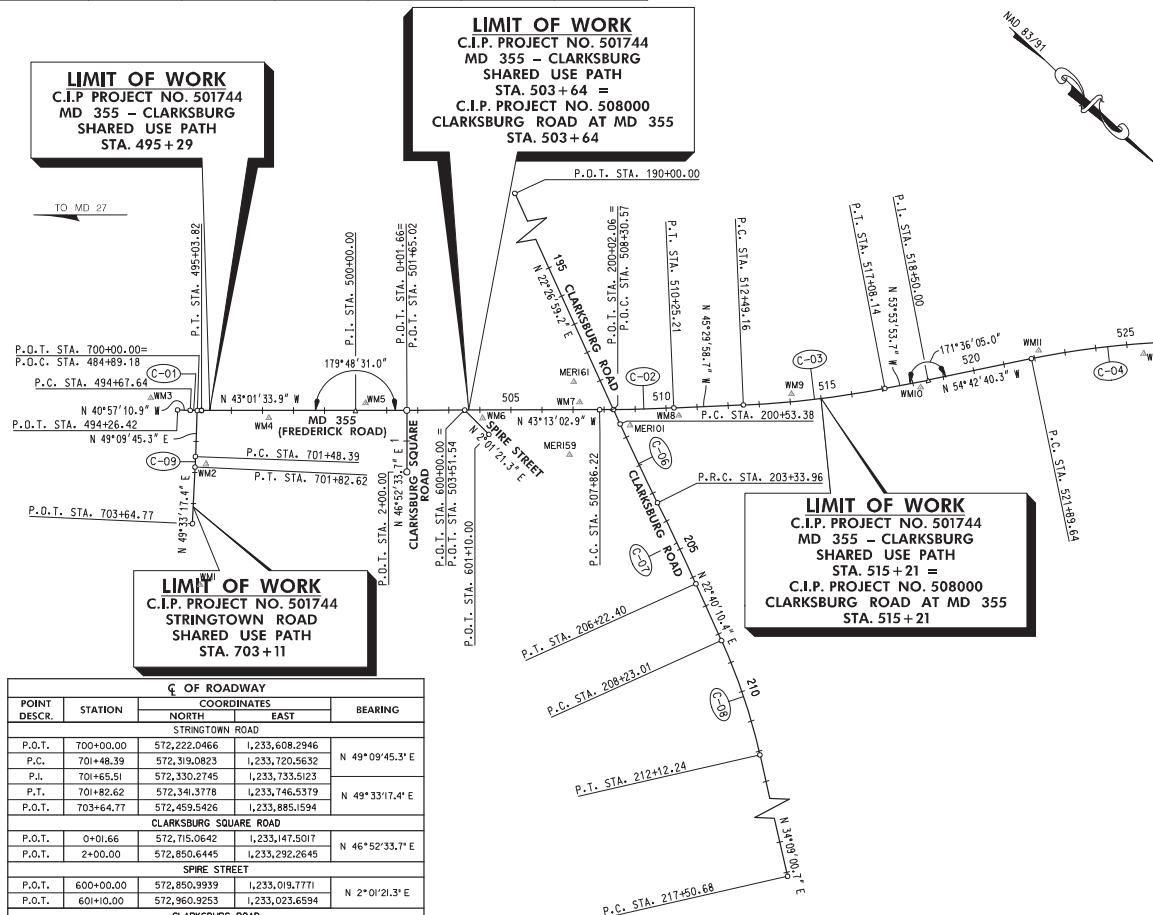 LIMIT OF WORK
C.I.P. PROJECT NO. 501744
MD 355 – CLARKSBURG
SHARED USE PATH
STA. 503+64 =
C.I.P. PROJECT NO. 508000
CLARKSBURG ROAD AT MD 355
STA. 503+64
NAD 83/91
LIMIT OF WORK
C.I.P PROJECT NO. 501744
MD 355 – CLARKSBURG
SHARED USE PATH
STA. 495+29
TO MD 27
P.O.T. STA. 190+00.00
P.T. STA. 495+03.82
P.I. STA. 500+00.00
P.O.T. STA. 0+01.66=
P.O.T. STA. 501+65.02
195
CLARKSBURG ROAD
N 22°26'59.2" E
P.O.T. STA. 200+02.06 =
P.O.C. STA. 508+30.57
P.T. STA. 510+25.21
P.C. STA. 512+49.16
P.T. STA. 517+08.14
P.I. STA. 518+50.00
N 45°29'58.7" W
N 53°53'53.7" W
171°36'05.0"
520
525
WM11
N 54°42'40.3" W
C-04
WM10
P.O.T. STA. 700+00.00=
P.O.C. STA. 484+89.18
C-01
P.C. STA. 494+67.64
WM3
N 40°57'10.9" W
P.O.T. STA. 494+26.42
179°48'31.0"
N 43°01'33.9" W
WM4
WM5
MD 355
(FREDERICK ROAD)
505
WM6
SPIRE STREET
N 2°01'21.3" E
MER161
WM7
N 43°13'02.9" W
MER159
MER101
C-02
510
WM8
P.C. STA. 200+53.38
C-03
WM9
515
N 49°09'45.3" E
C-09
WM2
P.C. STA. 701+48.39
P.T. STA. 701+82.62
P.O.T. STA. 703+64.77
N 49°33'17.4" E
WM1
P.O.T. STA. 2+00.00
N 46°52'33.7" E
CLARKSBURG SQUARE
ROAD
P.O.T. STA. 600+00.00 =
P.O.T. STA. 503+51.54
P.O.T. STA. 601+10.00
P.C. STA. 507+86.22
C-06
CLARKSBURG ROAD
P.R.C. STA. 203+33.96
205
C-07
N 22°40'10.4" E
P.C. STA. 521+89.64
LIMIT OF WORK
C.I.P. PROJECT NO. 501744
MD 355 – CLARKSBURG
SHARED USE PATH
STA. 515+21 =
C.I.P. PROJECT NO. 508000
CLARKSBURG ROAD AT MD 355
STA. 515+21
LIMIT OF WORK
C.I.P. PROJECT NO. 501744
STRINGTOWN ROAD
SHARED USE PATH
STA. 703+11
P.T. STA. 206+22.40
P.C. STA. 208+23.01
C-08
210
P.T. STA. 212+12.24
N 34°09'00.7" E
P.C. STA. 217+50.68
℄ OF ROADWAY
POINT DESCR. STATION COORDINATES NORTH EAST BEARING
STRINGTOWN ROAD
P.O.T. 700+00.00 572,222.0466 1,233,608.2946 N 49°09'45.3" E
P.C. 701+48.39 572,319.0823 1,233,720.5632
P.I. 701+65.51 572,330.2745 1,233,733.5123
P.T. 701+82.62 572,341.3778 1,233,746.5379 N 49°33'17.4" E
P.O.T. 703+64.77 572,459.5426 1,233,885.1594
CLARKSBURG SQUARE ROAD
P.O.T. 0+01.66 572,715.0642 1,233,147.5017 N 46°52'33.7" E
P.O.T. 2+00.00 572,850.6445 1,233,292.2645
SPIRE STREET
P.O.T. 600+00.00 572,850.9939 1,233,019.7771 N 2°01'21.3" E
P.O.T. 601+10.00 572,960.9253 1,233,023.6594
CLARKSBURG ROAD